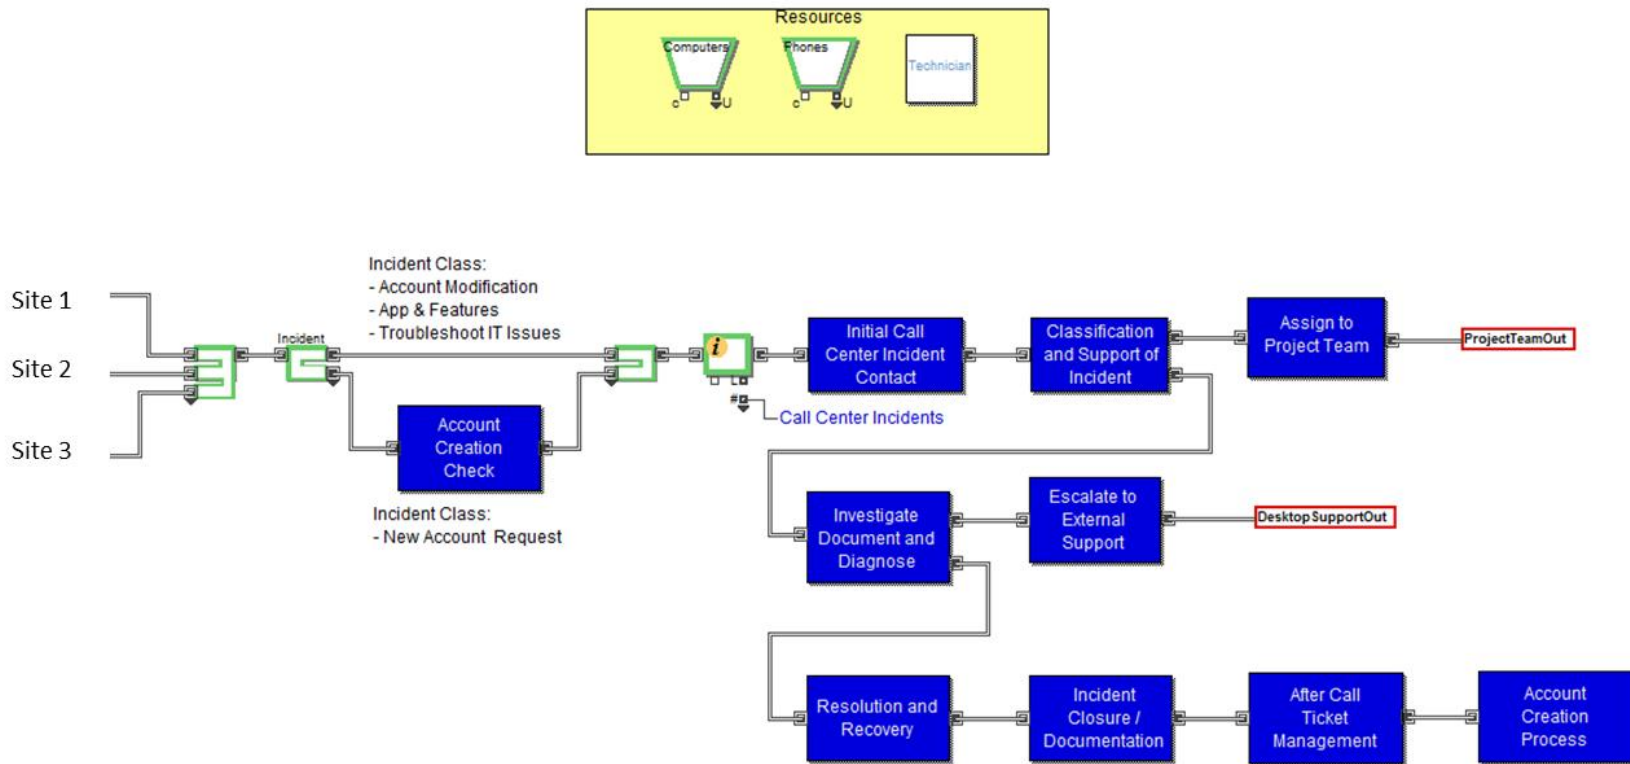 Resources
Computers
Phones
Technician
c
U
c
U
Incident Class:
- Account Modification
- App & Features
- Troubleshoot IT Issues
Site 1
Site 2
Site 3
Incident
i
L
#
Call Center Incidents
Account
Creation
Check
Incident Class:
- New Account Request
Initial Call
Center Incident
Contact
Classification
and Support of
Incident
Assign to
Project Team
ProjectTeamOut
Investigate
Document and
Diagnose
Escalate to
External
Support
DesktopSupportOut
Resolution and
Recovery
Incident
Closure /
Documentation
After Call
Ticket
Management
Account
Creation
Process